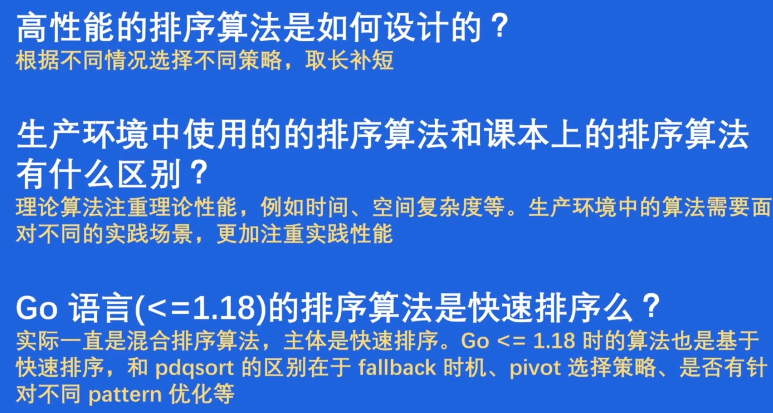 高性能的排序算法是如何设计的？
根据不同情况选择不同策略，取长补短
生产环境中使用的的排序算法和课本上的排序算法
有什么区别？
理论算法注重理论性能，例如时间、空间复杂度等。生产环境中的算法需要面
对不同的实践场景，更加注重实践性能
Go 语言(<=1.18)的排序算法是快速排序么？
实际一直是混合排序算法，主体是快速排序。Go <= 1.18 时的算法也是基于
快速排序，和 pdqsort 的区别在于 fallback 时机、pivot 选择策略、是否有针
对不同 pattern 优化等